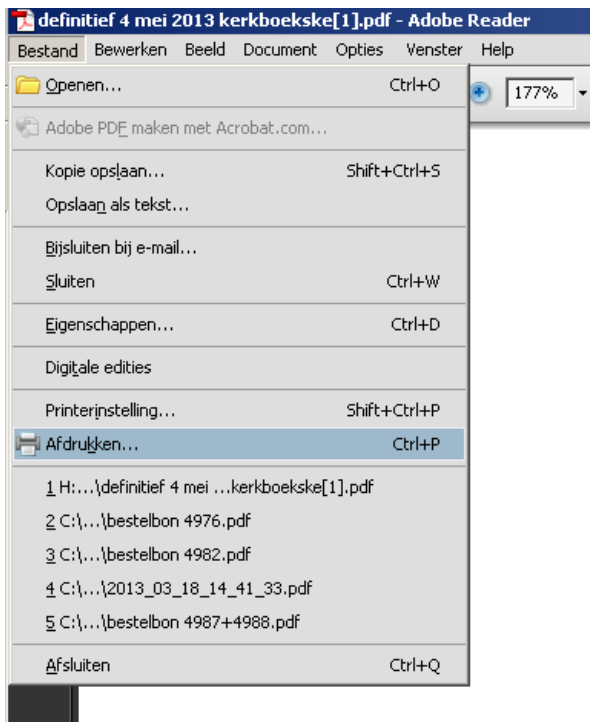 definitief 4 mei 2013 kerkboekske[1].pdf - Adobe Reader
Bestand Bewerken Beeld Document Opties Venster Help
Openen... Ctrl+O
177%
Adobe PDF maken met Acrobat.com...
Kopie opslaan... Shift+Ctrl+S
Opslaan als tekst...
Bijsluiten bij e-mail...
Sluiten Ctrl+W
Eigenschappen... Ctrl+D
Digitale edities
Printerinstelling... Shift+Ctrl+P
Afdrukken... Ctrl+P
1 H:...\definitief 4 mei ...kerkboekske[1].pdf
2 C:\...\bestelbon 4976.pdf
3 C:\...\bestelbon 4982.pdf
4 C:\...\2013_03_18_14_41_33.pdf
5 C:\...\bestelbon 4987+4988.pdf
Afsluiten Ctrl+Q